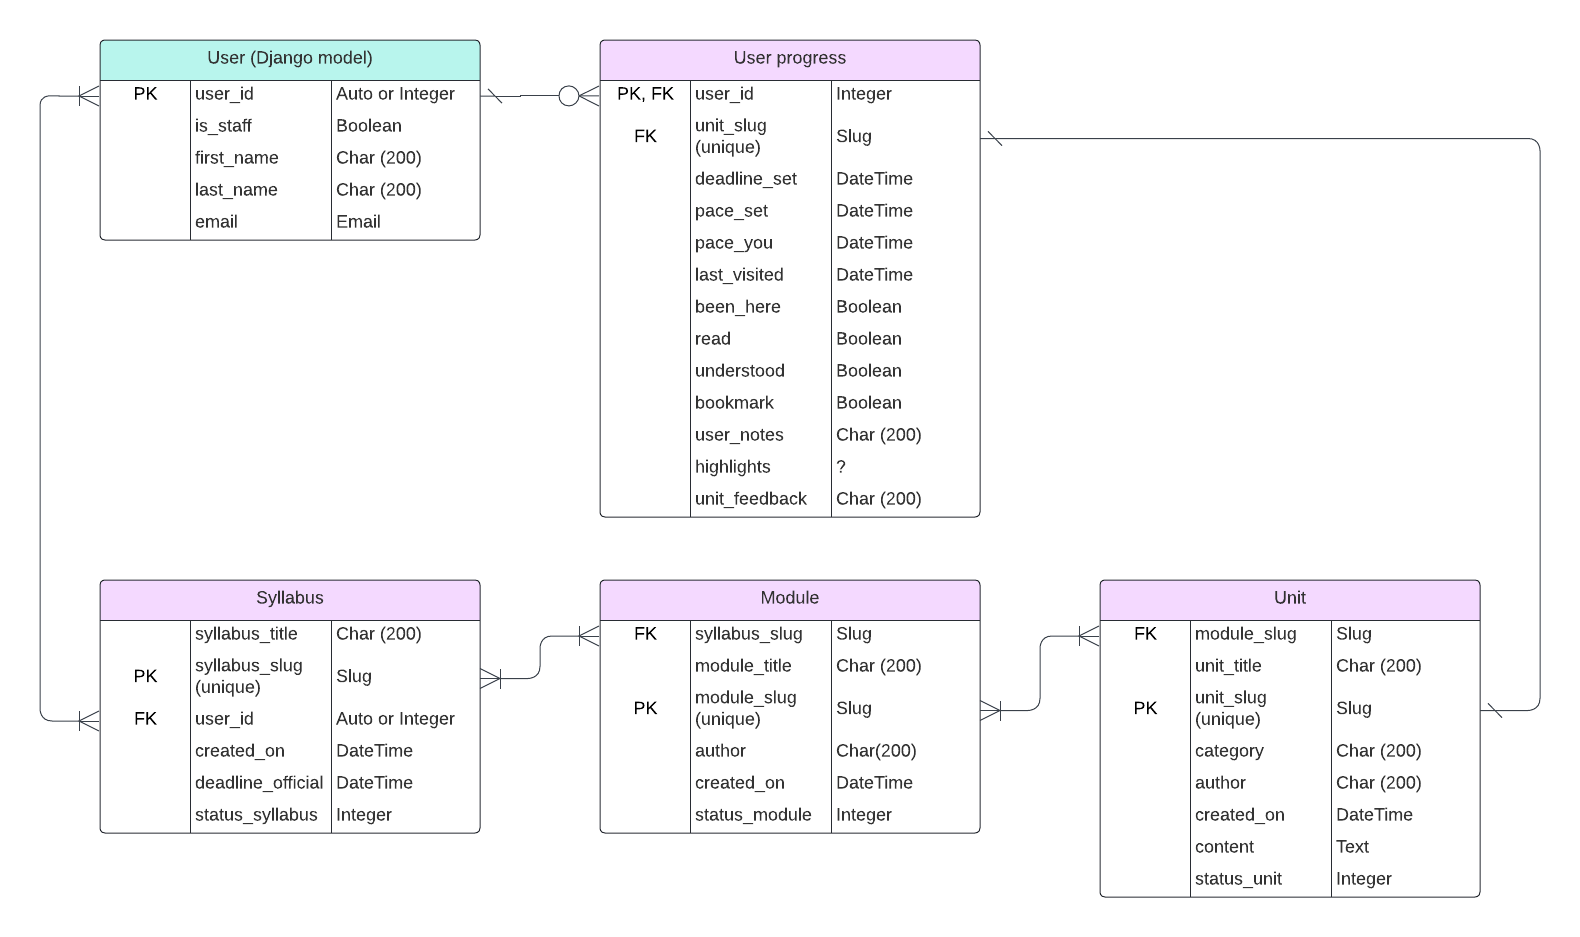 User (Django model)
PK user_id Auto or Integer
is_staff Boolean
first_name Char (200)
last_name Char (200)
email Email
User progress
PK, FK user_id Integer
FK unit_slug (unique) Slug
deadline_set DateTime
pace_set DateTime
pace_you DateTime
last_visited DateTime
been_here Boolean
read Boolean
understood Boolean
bookmark Boolean
user_notes Char (200)
highlights ?
unit_feedback Char (200)
Syllabus
syllabus_title Char (200)
PK syllabus_slug (unique) Slug
FK user_id Auto or Integer
created_on DateTime
deadline_official DateTime
status_syllabus Integer
Module
FK syllabus_slug Slug
module_title Char (200)
PK module_slug (unique) Slug
author Char(200)
created_on DateTime
status_module Integer
Unit
FK module_slug Slug
unit_title Char (200)
PK unit_slug (unique) Slug
category Char (200)
author Char (200)
created_on DateTime
content Text
status_unit Integer